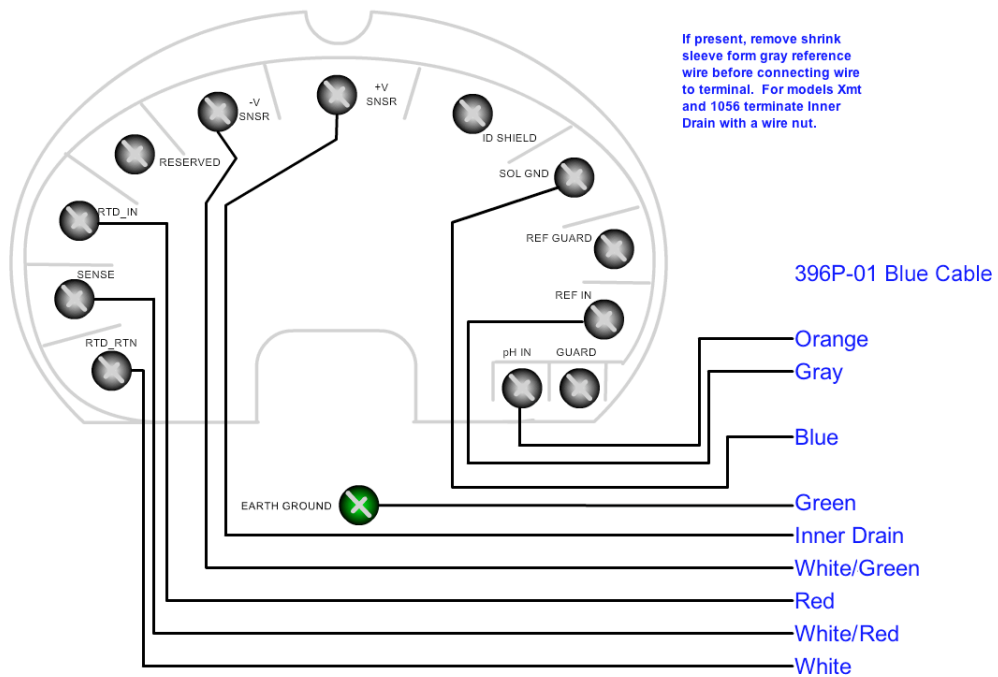 If present, remove shrink
sleeve form gray reference
wire before connecting wire
to terminal.  For models Xmt
and 1056 terminate Inner
Drain with a wire nut.
-V
SNSR
+V
SNSR
ID SHIELD
RESERVED
SOL GND
RTD_IN
REF GUARD
SENSE
396P-01 Blue Cable
REF IN
RTD_RTN
pH IN
GUARD
Orange
Gray
Blue
EARTH GROUND
Green
Inner Drain
White/Green
Red
White/Red
White